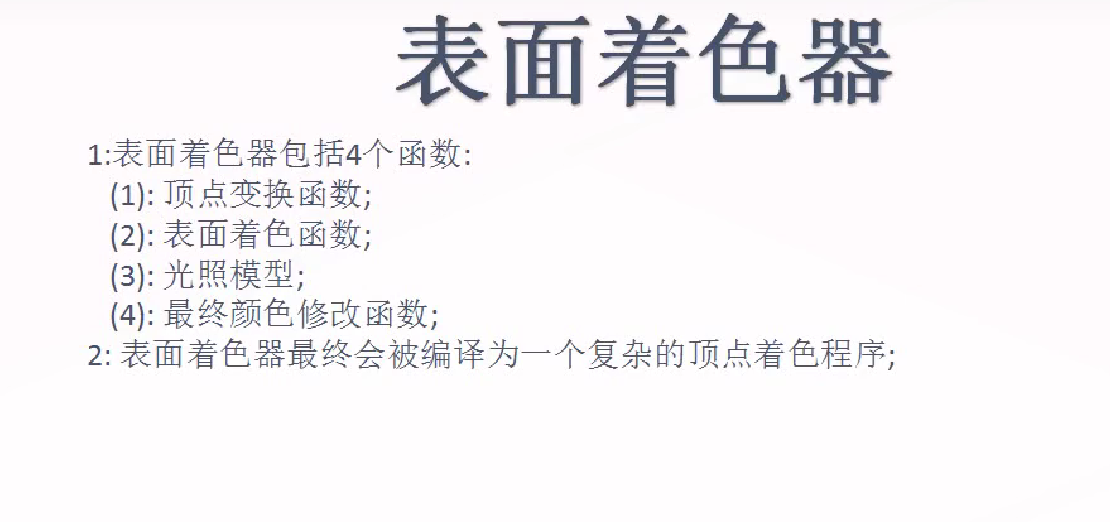 表面着色器
1:表面着色器包括4个函数:
(1): 顶点变换函数;
(2): 表面着色函数;
(3): 光照模型;
(4): 最终颜色修改函数;
2: 表面着色器最终会被编译为一个复杂的顶点着色程序;